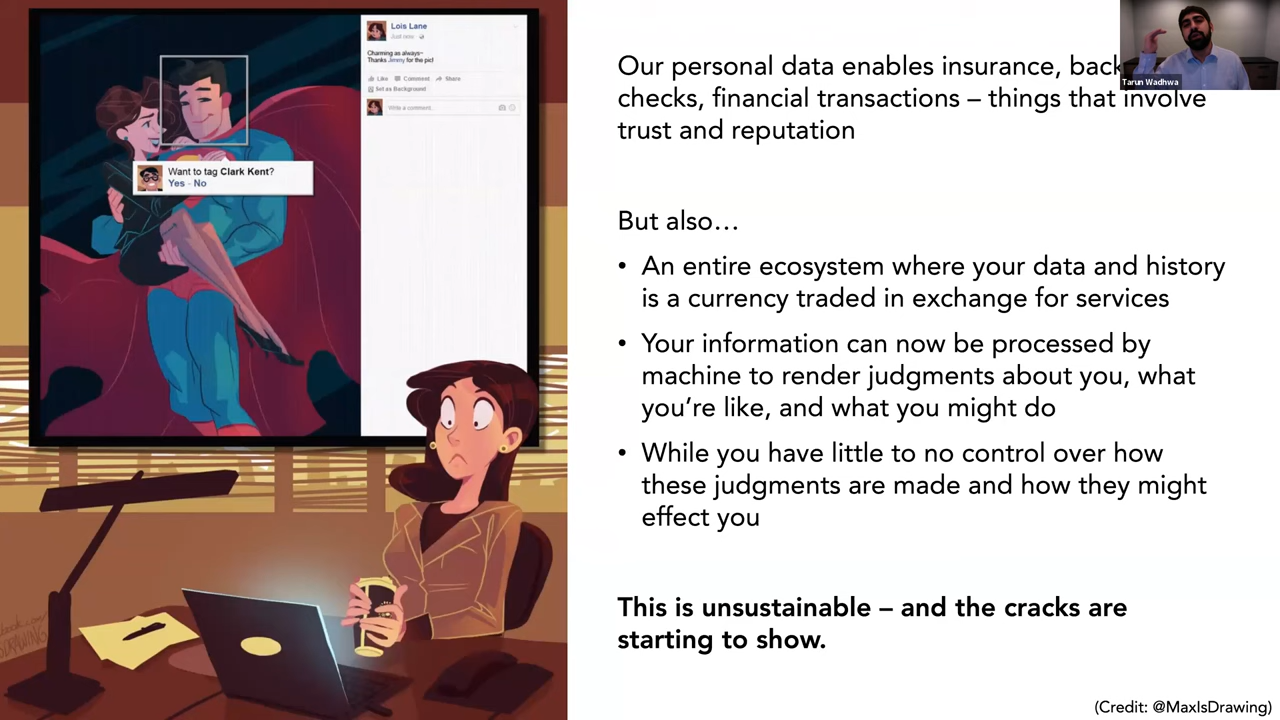 Lois Lane
Just now
Charming as always~
Thanks Jimmy for the pic!
Like Comment Share
Set as Background
Write a comment...
Want to tag Clark Kent?
Yes - No
Our personal data enables insurance, back
checks, financial transactions – things that involve
trust and reputation
But also…
• An entire ecosystem where your data and history
is a currency traded in exchange for services
• Your information can now be processed by
machine to render judgments about you, what
you're like, and what you might do
• While you have little to no control over how
these judgments are made and how they might
effect you
This is unsustainable – and the cracks are
starting to show.
(Credit: @MaxIsDrawing)
Tarun Wadhwa